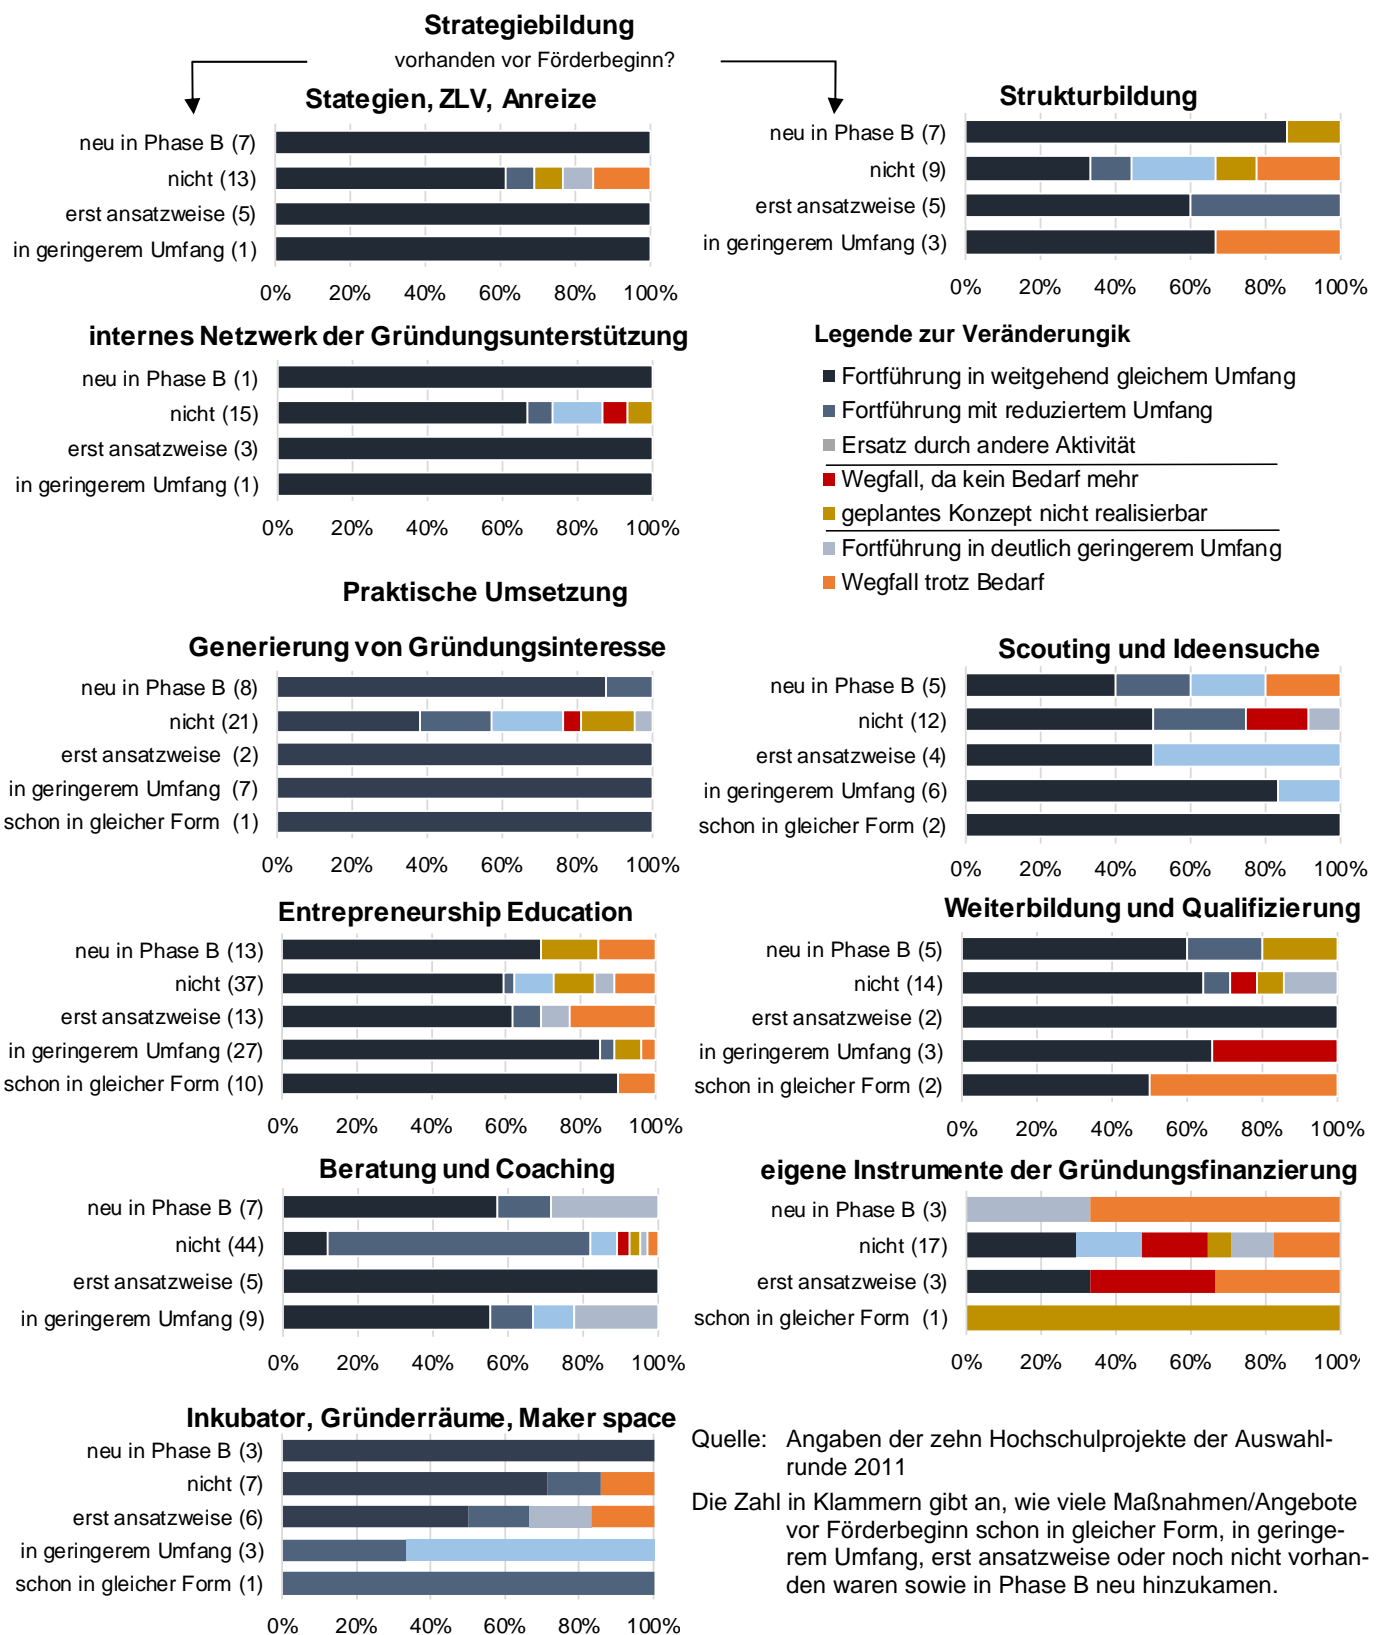 Strategiebildung
vorhanden vor Förderbeginn?
Stategien, ZLV, Anreize
neu in Phase B (7)
nicht (13)
erst ansatzweise (5)
in geringerem Umfang (1)
0% 20% 40% 60% 80% 100%
Strukturbildung
neu in Phase B (7)
nicht (9)
erst ansatzweise (5)
in geringerem Umfang (3)
0% 20% 40% 60% 80% 100%
internes Netzwerk der Gründungsunterstützung
neu in Phase B (1)
nicht (15)
erst ansatzweise (3)
in geringerem Umfang (1)
0% 20% 40% 60% 80% 100%
Legende zur Veränderungik
Fortführung in weitgehend gleichem Umfang
Fortführung mit reduziertem Umfang
Ersatz durch andere Aktivität
Wegfall, da kein Bedarf mehr
geplantes Konzept nicht realisierbar
Fortführung in deutlich geringerem Umfang
Wegfall trotz Bedarf
Praktische Umsetzung
Generierung von Gründungsinteresse
neu in Phase B (8)
nicht (21)
erst ansatzweise (2)
in geringerem Umfang (7)
schon in gleicher Form (1)
0% 20% 40% 60% 80% 100%
Scouting und Ideensuche
neu in Phase B (5)
nicht (12)
erst ansatzweise (4)
in geringerem Umfang (6)
schon in gleicher Form (2)
0% 20% 40% 60% 80% 100%
Entrepreneurship Education
neu in Phase B (13)
nicht (37)
erst ansatzweise (13)
in geringerem Umfang (27)
schon in gleicher Form (10)
0% 20% 40% 60% 80% 100%
Weiterbildung und Qualifizierung
neu in Phase B (5)
nicht (14)
erst ansatzweise (2)
in geringerem Umfang (3)
schon in gleicher Form (2)
0% 20% 40% 60% 80% 100%
Beratung und Coaching
neu in Phase B (7)
nicht (44)
erst ansatzweise (5)
in geringerem Umfang (9)
0% 20% 40% 60% 80% 100%
eigene Instrumente der Gründungsfinanzierung
neu in Phase B (3)
nicht (17)
erst ansatzweise (3)
schon in gleicher Form (1)
0% 20% 40% 60% 80% 100%
Inkubator, Gründerräume, Maker space
neu in Phase B (3)
nicht (7)
erst ansatzweise (6)
in geringerem Umfang (3)
schon in gleicher Form (1)
0% 20% 40% 60% 80% 100%
Quelle: Angaben der zehn Hochschulprojekte der Auswahl-
runde 2011
Die Zahl in Klammern gibt an, wie viele Maßnahmen/Angebote
vor Förderbeginn schon in gleicher Form, in geringe-
rem Umfang, erst ansatzweise oder noch nicht vorhan-
den waren sowie in Phase B neu hinzukamen.